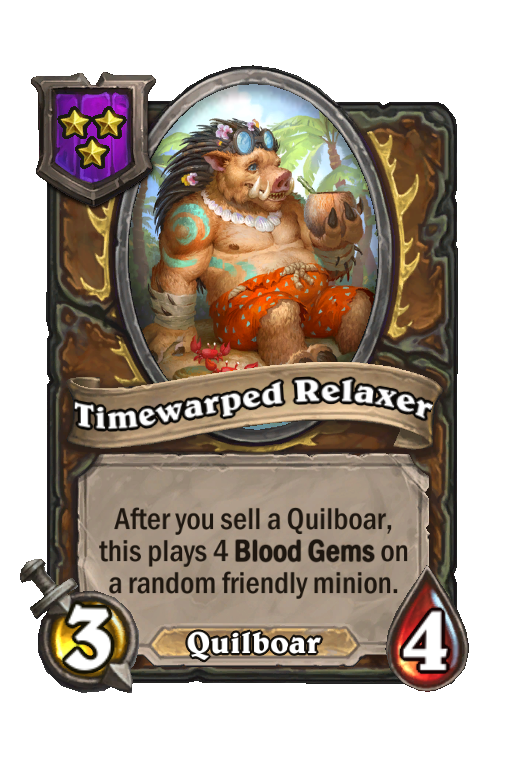 Timewarped Relaxer
After you sell a Quilboar,
this plays 4 Blood Gems on
a random friendly minion.
3
Quilboar
4